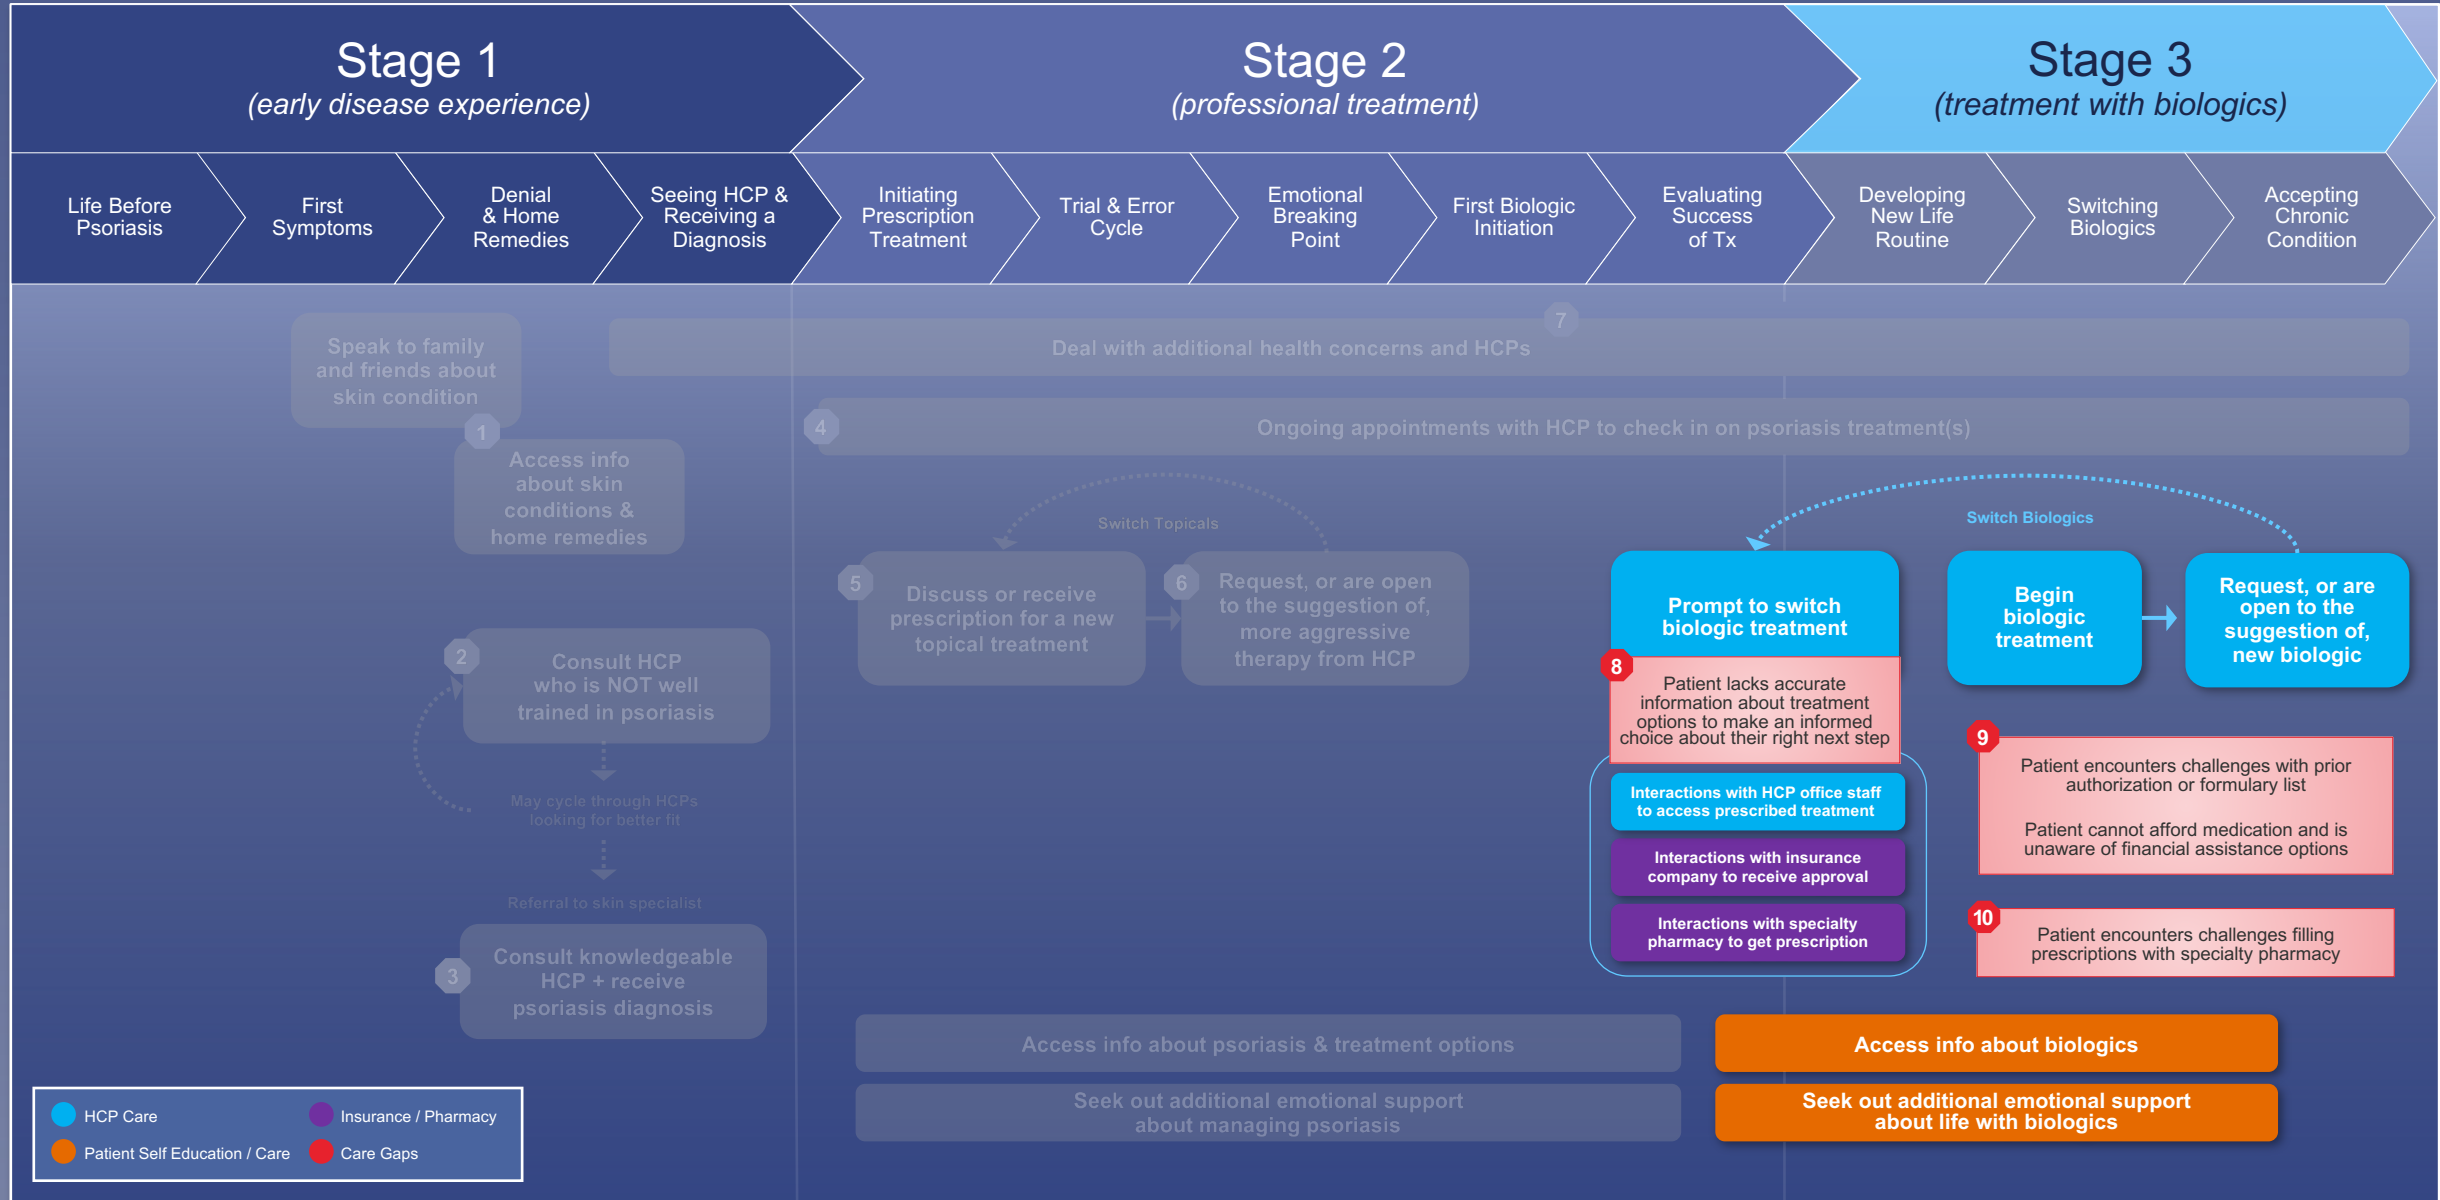 Stage 1
(early disease experience)
Stage 2
(professional treatment)
Stage 3
(treatment with biologics)
Life Before
Psoriasis
First
Symptoms
Denial
& Home
Remedies
Seeing HCP &
Receiving a
Diagnosis
Initiating
Prescription
Treatment
Trial & Error
Cycle
Emotional
Breaking
Point
First Biologic
Initiation
Evaluating
Success
of Tx
Developing
New Life
Routine
Switching
Biologics
Accepting
Chronic
Condition
Speak to family
and friends about
skin condition
1
Access info
about skin
conditions &
home remedies
2
Consult HCP
who is NOT well
trained in psoriasis
May cycle through HCPs
looking for better fit
Referral to skin specialist
3
Consult knowledgeable
HCP + receive
psoriasis diagnosis
7
Deal with additional health concerns and HCPs
4
Ongoing appointments with HCP to check in on psoriasis treatment(s)
Switch Topicals
5
Discuss or receive
prescription for a new
topical treatment
6
Request, or are open
to the suggestion of,
more aggressive
therapy from HCP
Switch Biologics
Prompt to switch
biologic treatment
8
Patient lacks accurate
information about treatment
options to make an informed
choice about their right next step
Interactions with HCP office staff
to access prescribed treatment
Interactions with insurance
company to receive approval
Interactions with specialty
pharmacy to get prescription
Begin
biologic
treatment
Request, or are
open to the
suggestion of,
new biologic
9
Patient encounters challenges with prior
authorization or formulary list
Patient cannot afford medication and is
unaware of financial assistance options
10
Patient encounters challenges filling
prescriptions with specialty pharmacy
Access info about psoriasis & treatment options
Seek out additional emotional support
about managing psoriasis
Access info about biologics
Seek out additional emotional support
about life with biologics
HCP Care
Insurance / Pharmacy
Patient Self Education / Care
Care Gaps